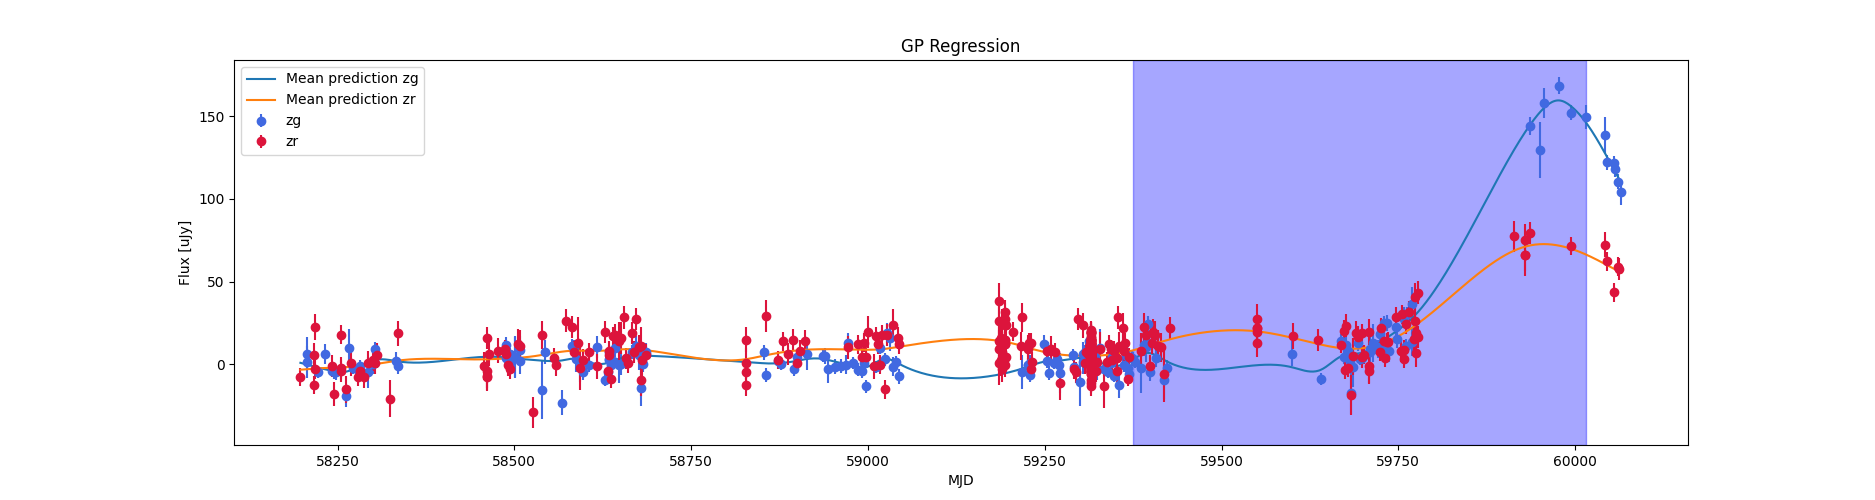 GP Regression
Mean prediction zg
Mean prediction zr
zg
zr
Flux [uJy]
150
100
50
0
58250
58500
58750
59000
59250
59500
59750
60000
MJD